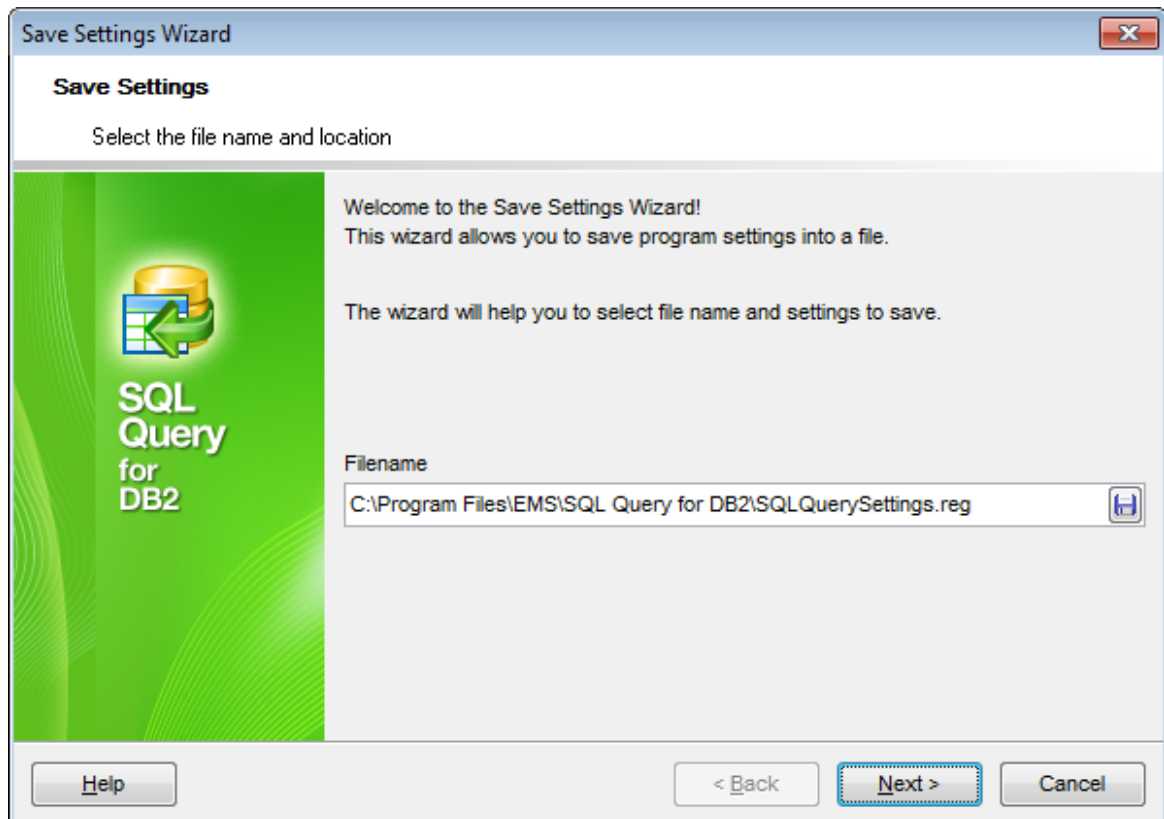 Save Settings Wizard
Save Settings
Select the file name and location
Welcome to the Save Settings Wizard!
This wizard allows you to save program settings into a file.
The wizard will help you to select file name and settings to save.
SQL
Query
for
DB2
Filename
C:\Program Files\EMS\SQL Query for DB2\SQLQuerySettings.reg
Help
< Back
Next >
Cancel